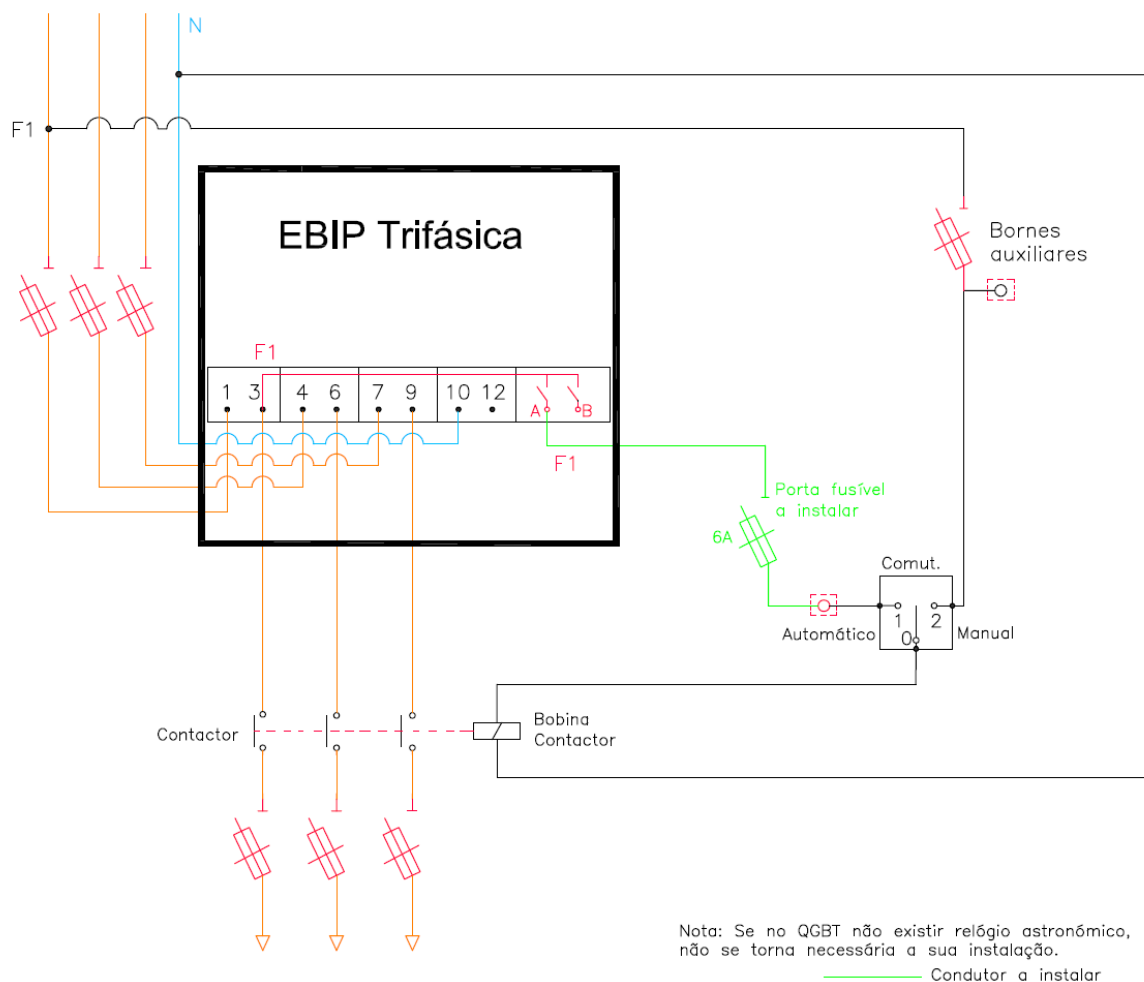 N
F1
EBIP Trifásica
Bornes
auxiliares
F1
1 3 4 6 7 9 10 12
A B
F1
Porta fusível
a instalar
6A
Comut.
1 2
0
Automático
Manual
Contactor
Bobina
Contactor
Nota: Se no QGBT não existir relógio astronómico,
não se torna necessária a sua instalação.
Condutor a instalar